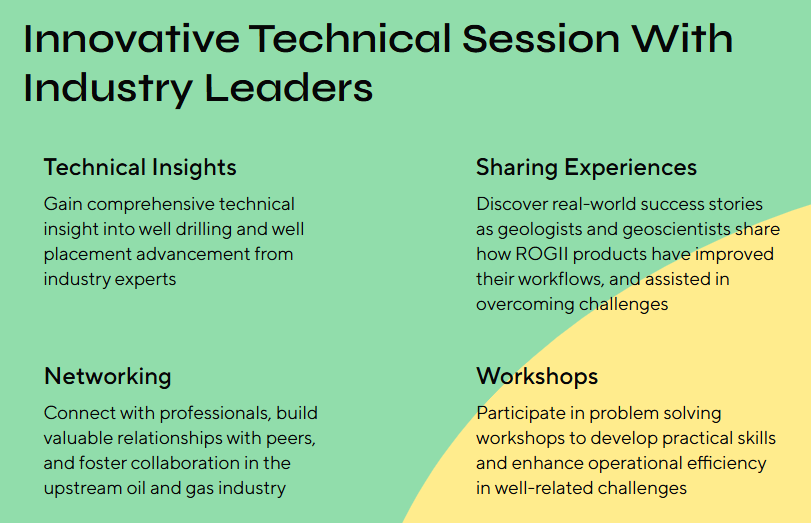 Innovative Technical Session With
Industry Leaders
Technical Insights
Gain comprehensive technical
insight into well drilling and well
placement advancement from
industry experts
Sharing Experiences
Discover real-world success stories
as geologists and geoscientists share
how ROGII products have improved
their workflows, and assisted in
overcoming challenges
Networking
Connect with professionals, build
valuable relationships with peers,
and foster collaboration in the
upstream oil and gas industry
Workshops
Participate in problem solving
workshops to develop practical skills
and enhance operational efficiency
in well-related challenges